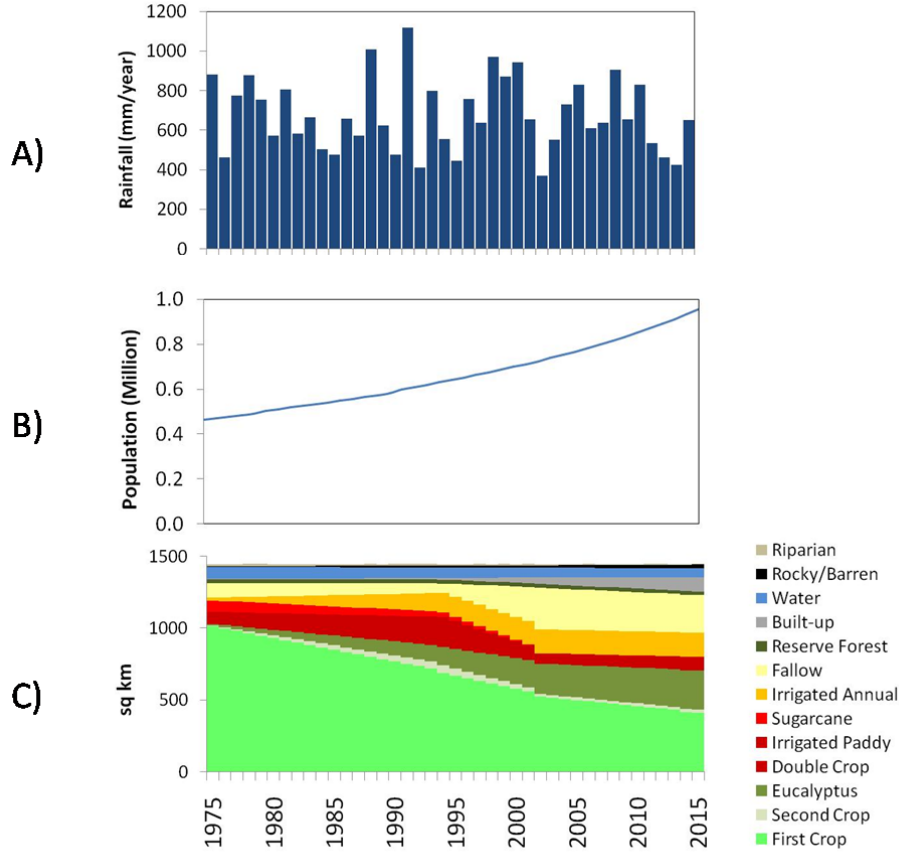 A)
Rainfall (mm/year)
1200
1000
800
600
400
200
0
B)
Population (Million)
1.0
0.8
0.6
0.4
0.2
0.0
C)
sq km
1500
1000
500
0
1975
1980
1985
1990
1995
2000
2005
2010
2015
Riparian
Rocky/Barren
Water
Built-up
Reserve Forest
Fallow
Irrigated Annual
Sugarcane
Irrigated Paddy
Double Crop
Eucalyptus
Second Crop
First Crop